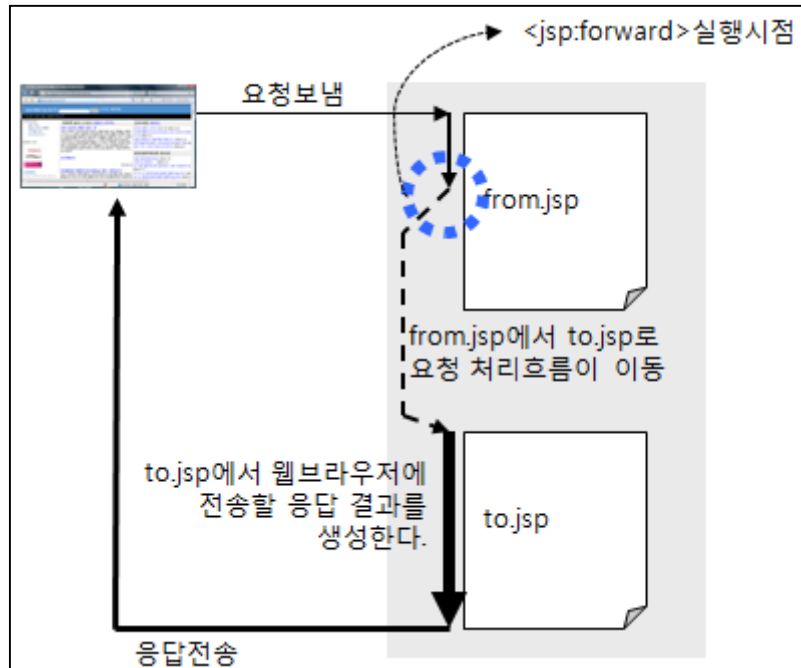 <jsp:forward>실행시점
요청보냄
from.jsp
from.jsp에서 to.jsp로
요청 처리흐름이 이동
to.jsp에서 웹브라우저에
전송할 응답 결과를
생성한다.
to.jsp
응답전송